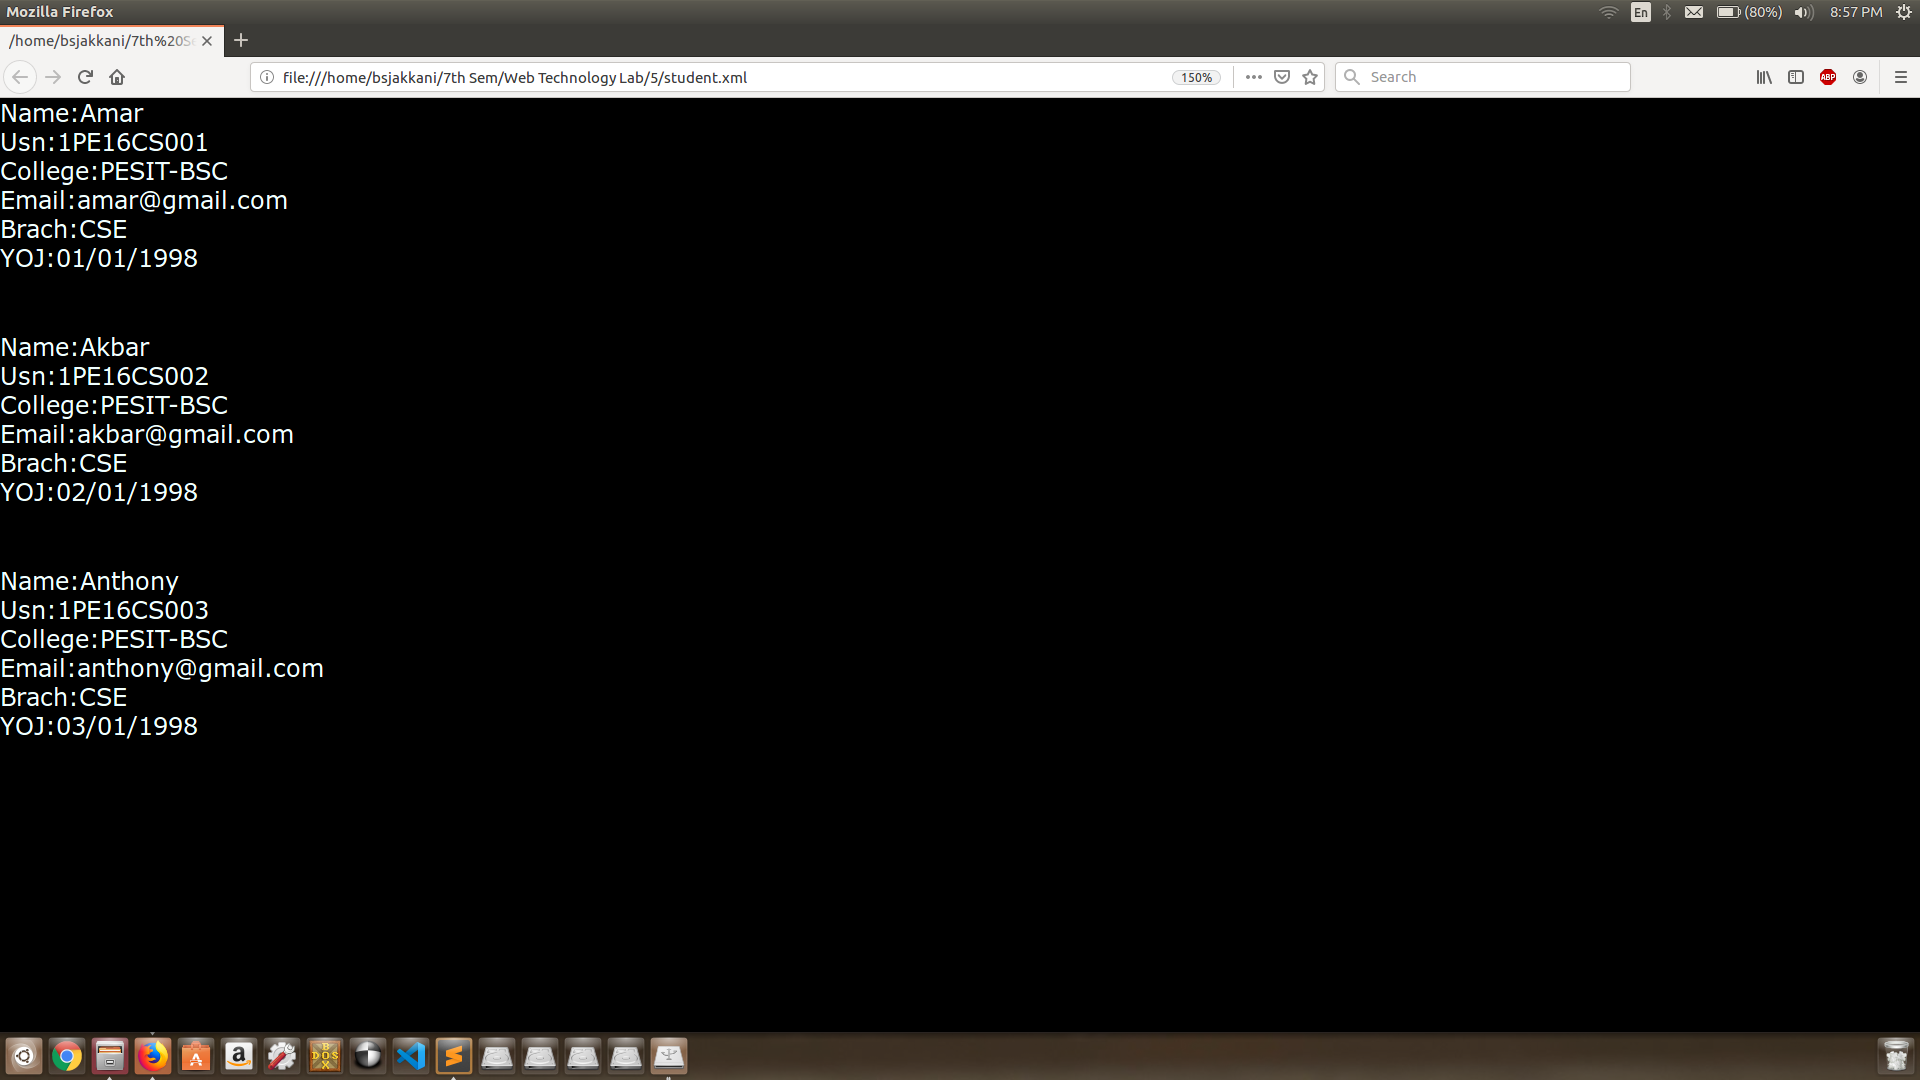 Mozilla Firefox
En
(80%)
8:57 PM
/home/bsjakkani/7th%20Se
file:///home/bsjakkani/7th Sem/Web Technology Lab/5/student.xml
150%
Search
ABP
Name:Amar
Usn:1PE16CS001
College:PESIT-BSC
Email:amar@gmail.com
Brach:CSE
YOJ:01/01/1998
Name:Akbar
Usn:1PE16CS002
College:PESIT-BSC
Email:akbar@gmail.com
Brach:CSE
YOJ:02/01/1998
Name:Anthony
Usn:1PE16CS003
College:PESIT-BSC
Email:anthony@gmail.com
Brach:CSE
YOJ:03/01/1998